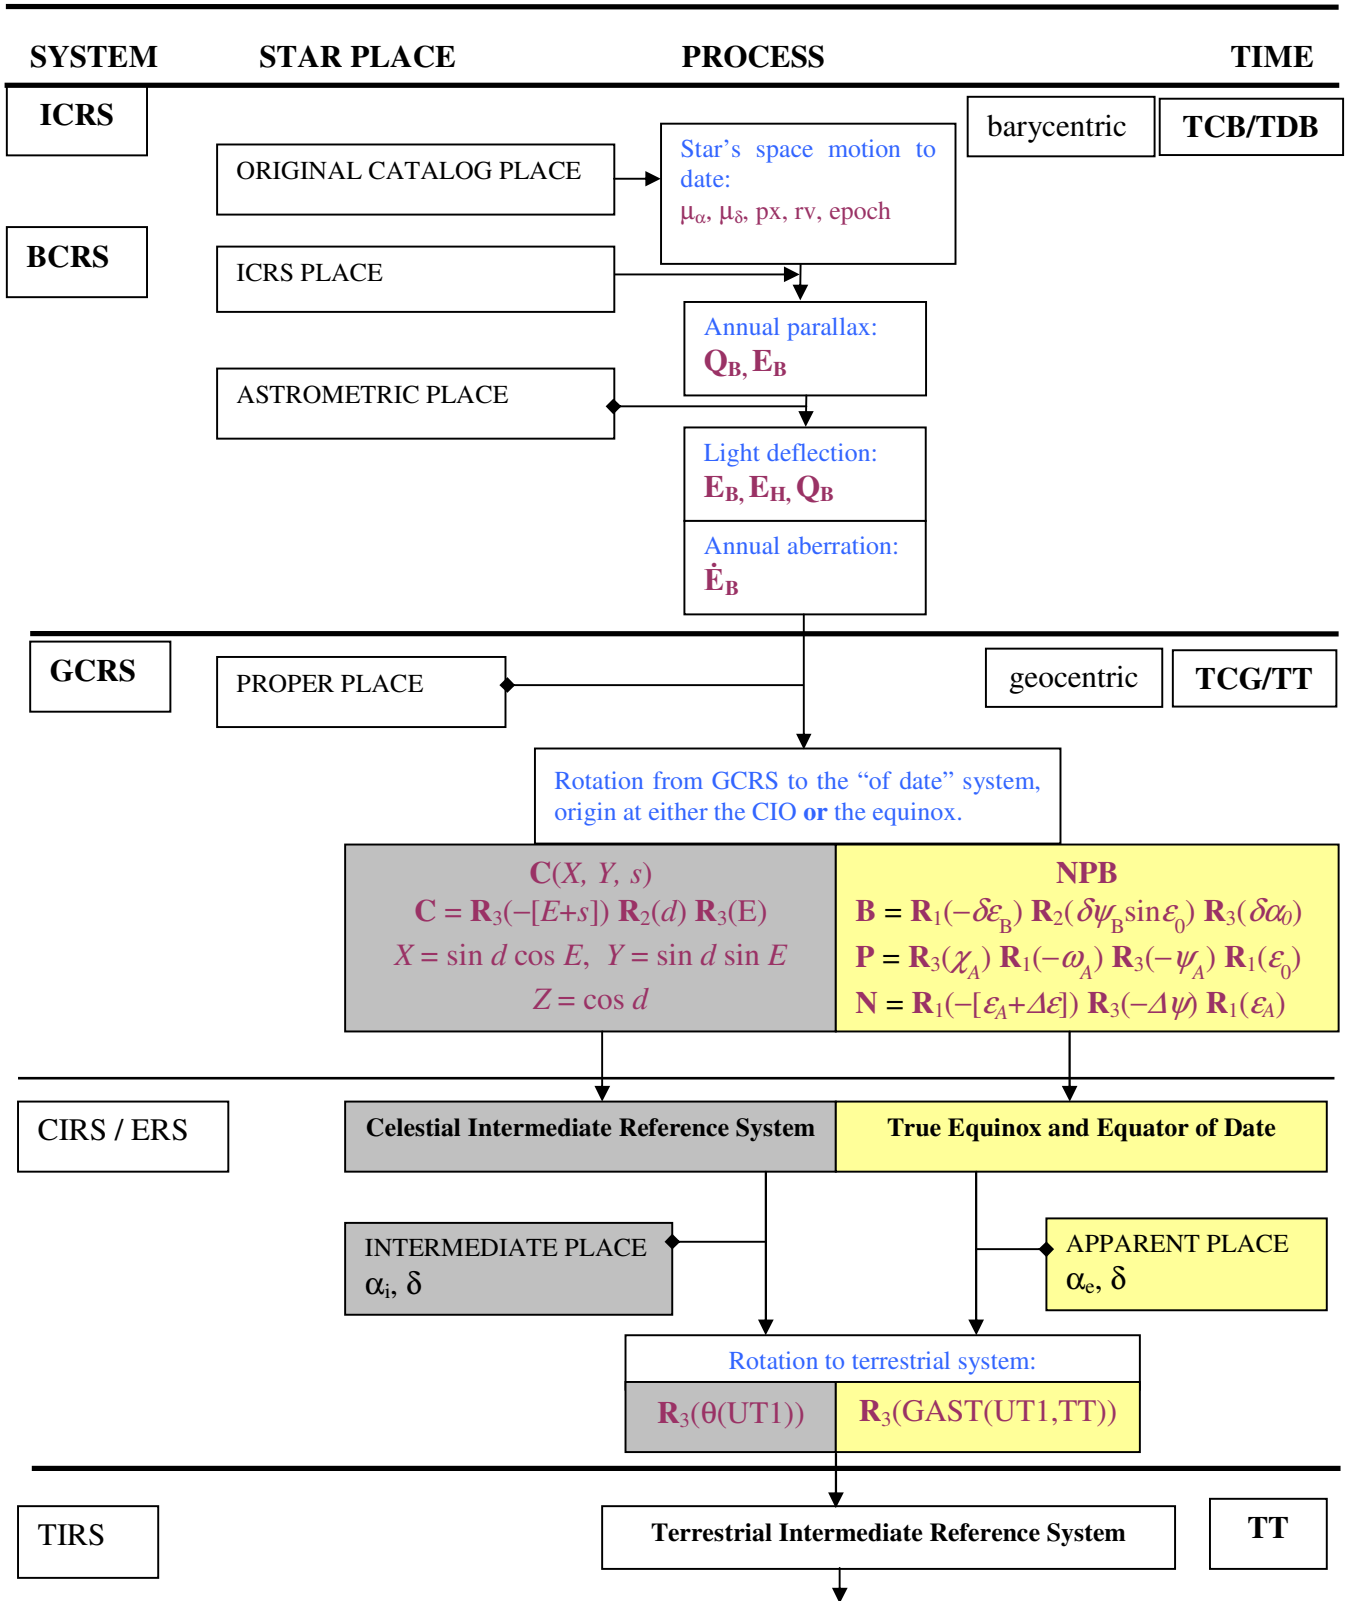 SYSTEM STAR PLACE PROCESS TIME
ICRS
barycentric
TCB/TDB
ORIGINAL CATALOG PLACE
Star’s space motion to
date:
μα, μδ, px, rv, epoch
BCRS
ICRS PLACE
Annual parallax:
QB, EB
ASTROMETRIC PLACE
Light deflection:
EB, EH, QB
Annual aberration:
ĖB
GCRS
PROPER PLACE
geocentric
TCG/TT
Rotation from GCRS to the “of date” system,
origin at either the CIO or the equinox.
C(X, Y, s)
C = R3(−[E+s]) R2(d) R3(E)
X = sin d cos E, Y = sin d sin E
Z = cos d
NPB
B = R1(−δεB) R2(δψB sinε0) R3(δα0)
P = R3(χA) R1(−ωA) R3(−ψA) R1(ε0)
N = R1(−[εA+Δε]) R3(−Δψ) R1(εA)
CIRS / ERS
Celestial Intermediate Reference System
True Equinox and Equator of Date
INTERMEDIATE PLACE
αi, δ
APPARENT PLACE
αe, δ
Rotation to terrestrial system:
R3(θ(UT1))
R3(GAST(UT1,TT))
TIRS
Terrestrial Intermediate Reference System
TT